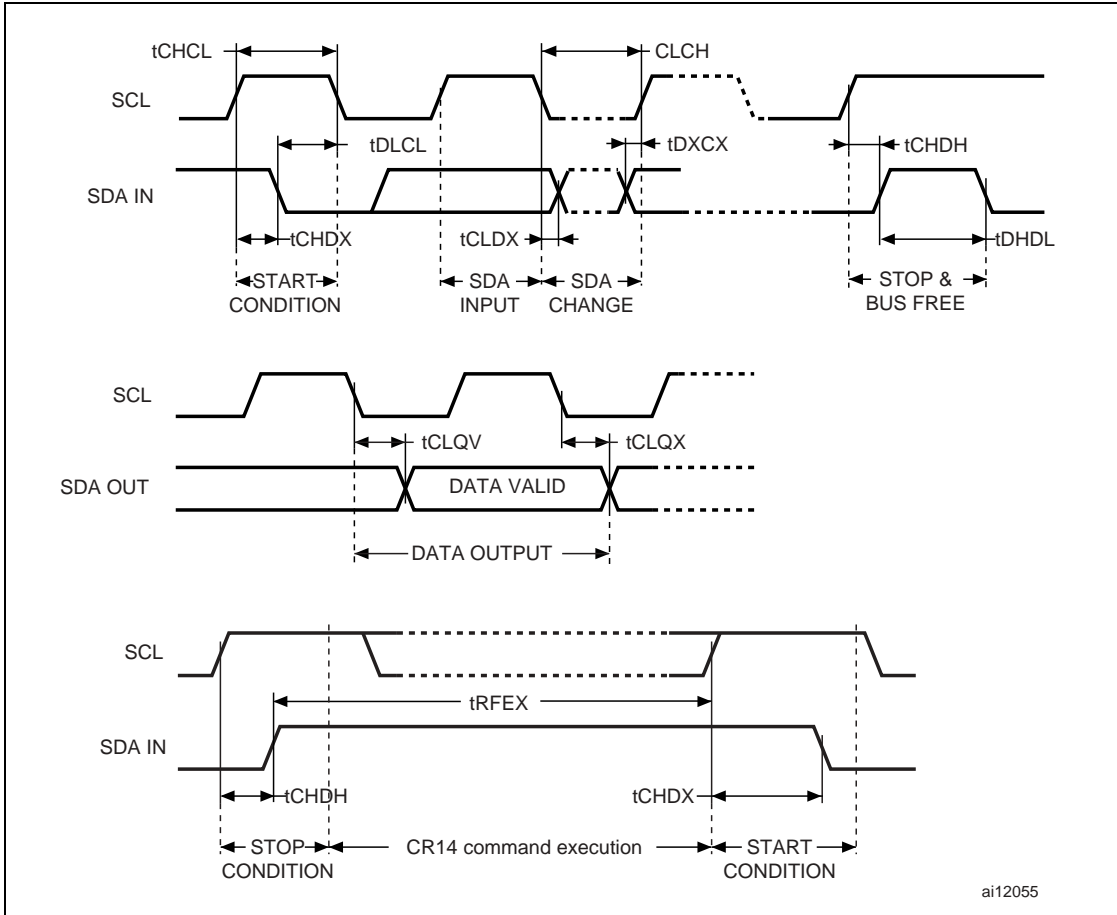 tCHCL
CLCH
SCL
tDLCL
tDXCX
tCHDH
SDA IN
tCHDX
tCLDX
tDHDL
START
CONDITION
SDA
INPUT
SDA
CHANGE
STOP &
BUS FREE
SCL
tCLQV
tCLQX
SDA OUT
DATA VALID
DATA OUTPUT
SCL
tRFEX
SDA IN
tCHDH
tCHDX
STOP
CONDITION
CR14 command execution
START
CONDITION
ai12055